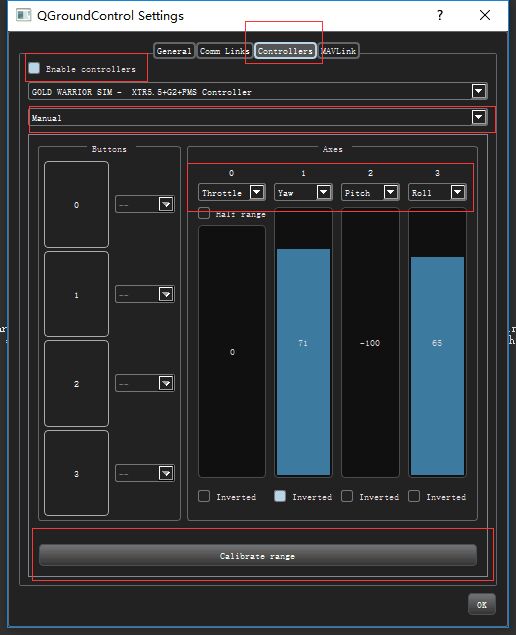 QGroundControl Settings
General Comm Links Controllers MAVLink
Enable controllers
GOLD WARRIOR SIM - XTR5.5+G2+FMS Controller
Manual
Buttons
Axes
0 1 2 3
Throttle Yaw Pitch Roll
Half range
0 --
1 --
2 --
3 --
0 71 -100 65
Inverted Inverted Inverted Inverted
Calibrate range
OK